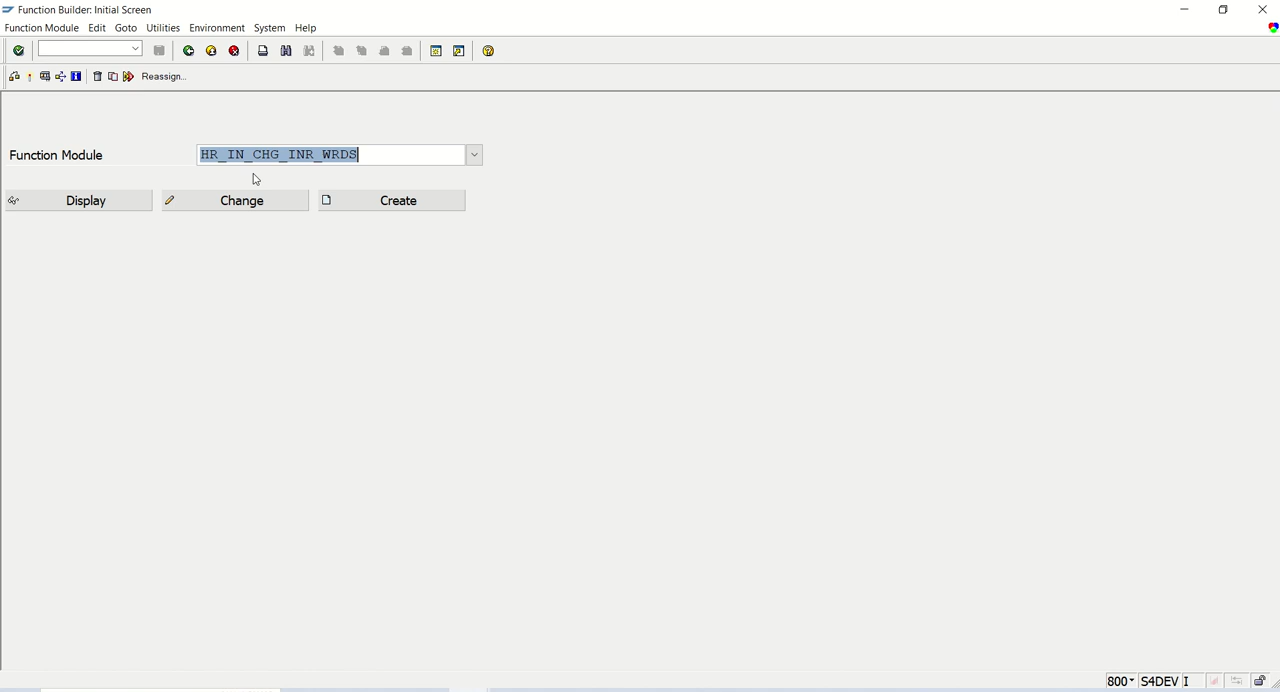 Function Builder: Initial Screen
Function Module Edit Goto Utilities Environment System Help
Reassign...
Function Module HR_IN_CHG_INR_WRDS
Display Change Create
800 S4DEV I